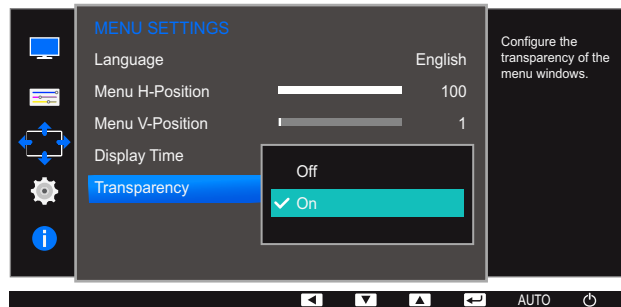 MENU SETTINGS
Language English
Menu H-Position 100
Menu V-Position 1
Display Time
Transparency
Off
On
Configure the
transparency of the
menu windows.
AUTO